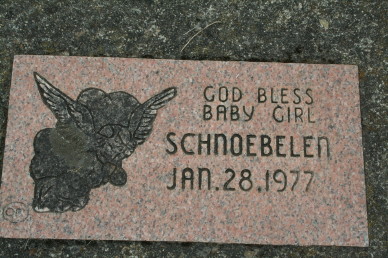 GOD BLESS
BABY GIRL
SCHNOEBELEN
JAN.28.1977